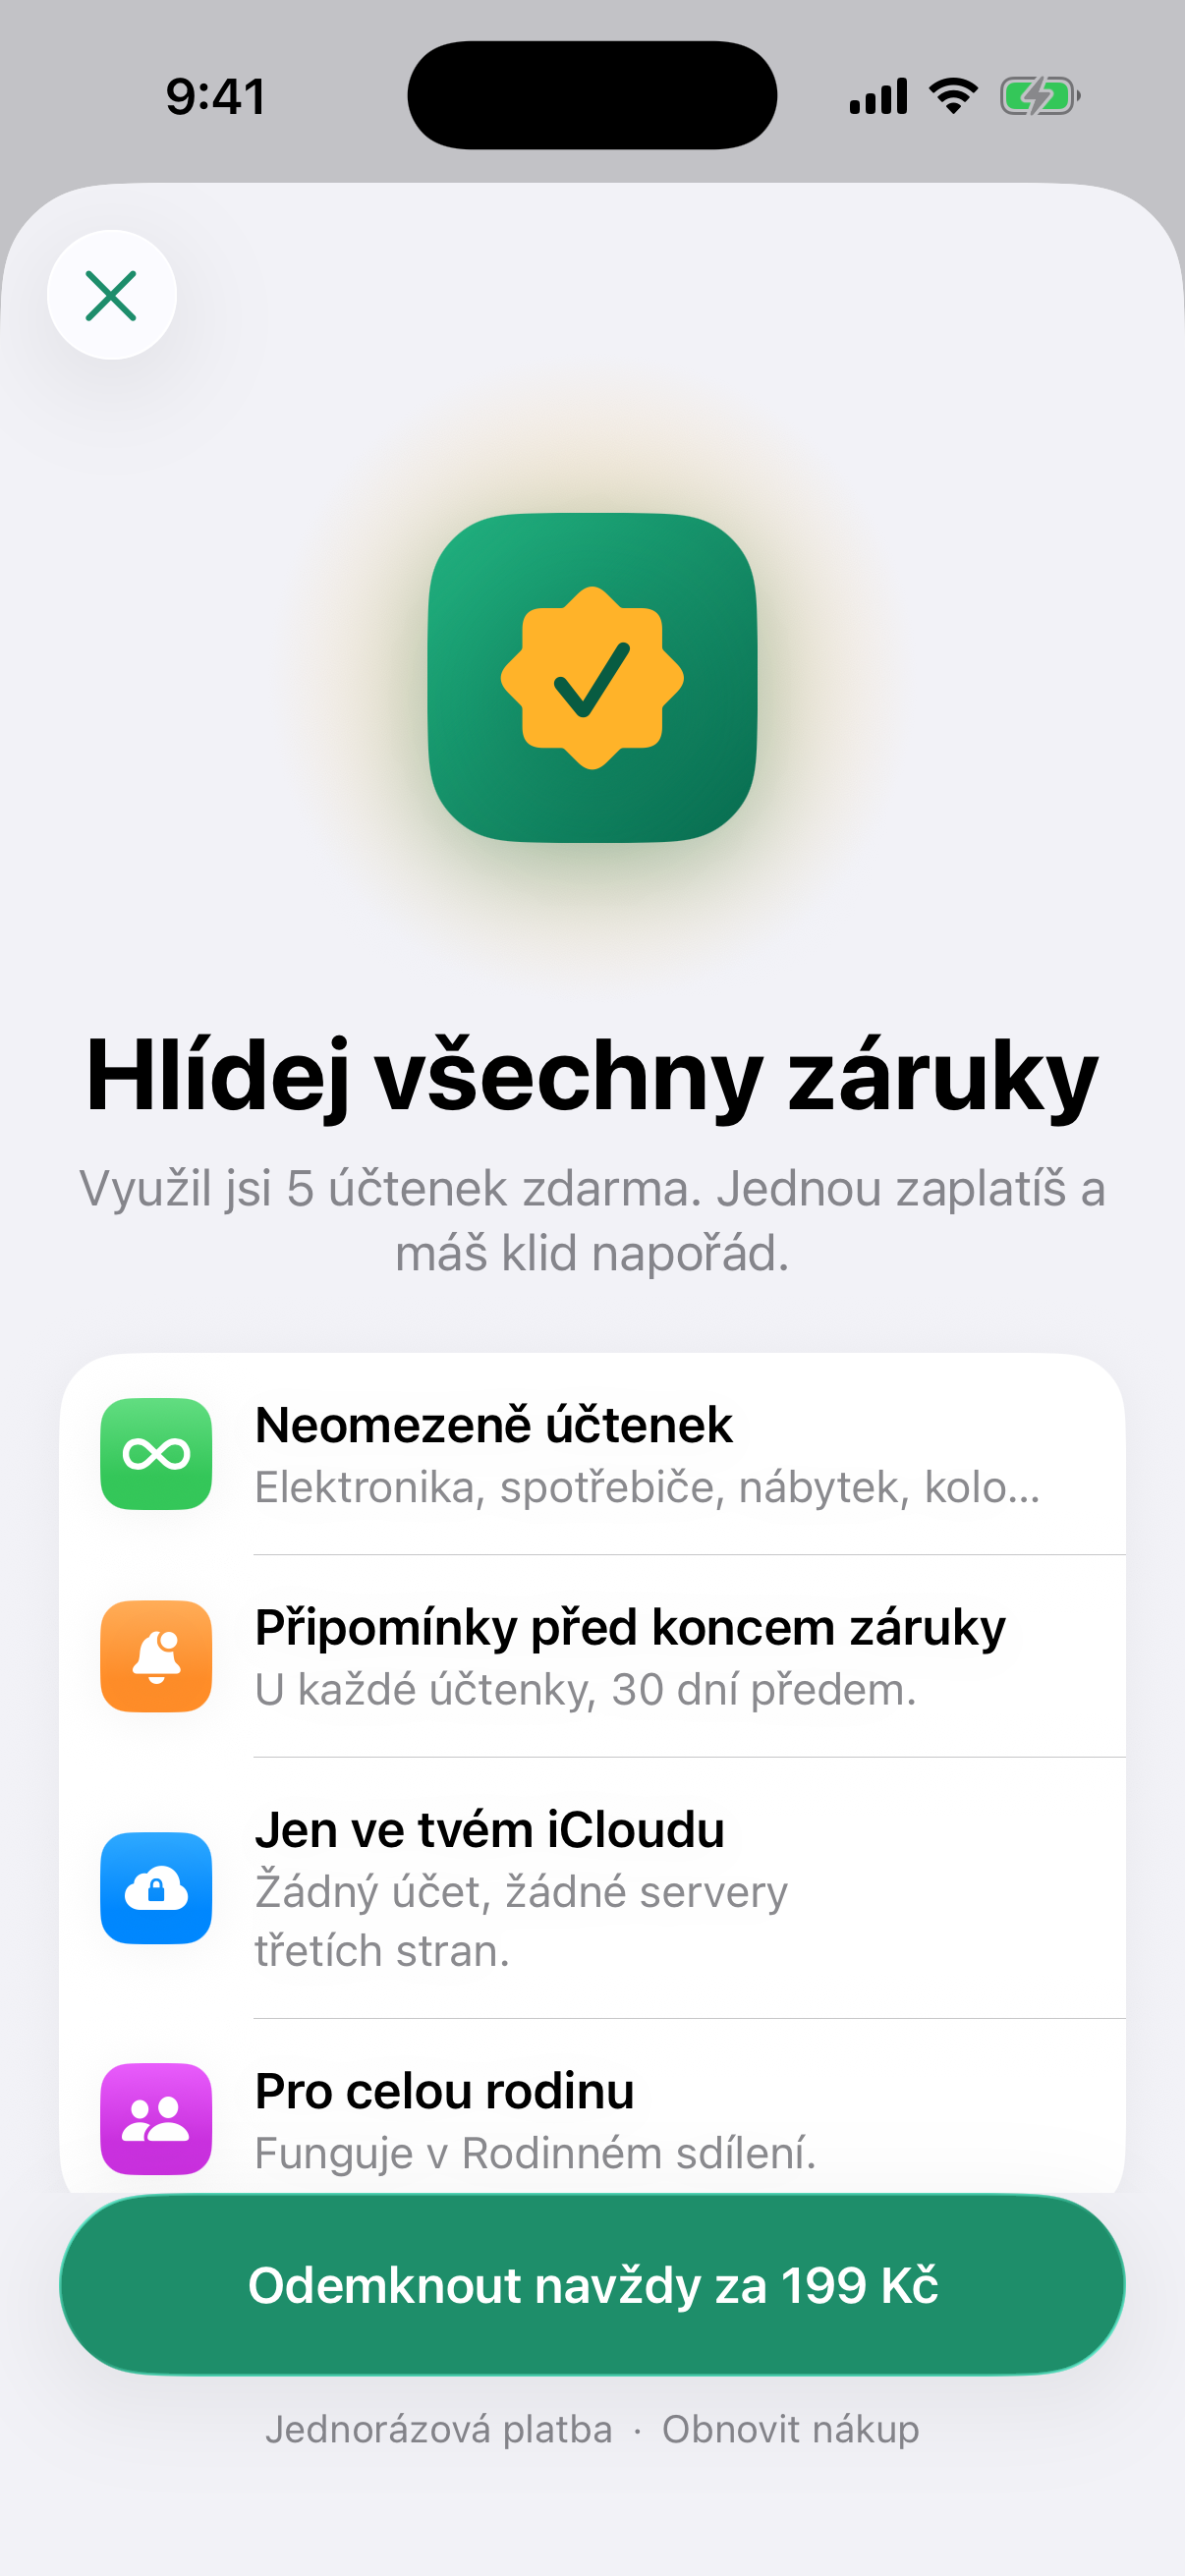 9:41
Hlídej všechny záruky
Využil jsi 5 účtenek zdarma. Jednou zaplatíš a
máš klid napořád.
Neomezeně účtenek
Elektronika, spotřebiče, nábytek, kolo…
Připomínky před koncem záruky
U každé účtenky, 30 dní předem.
Jen ve tvém iCloudu
Žádný účet, žádné servery
třetích stran.
Pro celou rodinu
Funguje v Rodinném sdílení.
Odemknout navždy za 199 Kč
Jednorázová platba · Obnovit nákup